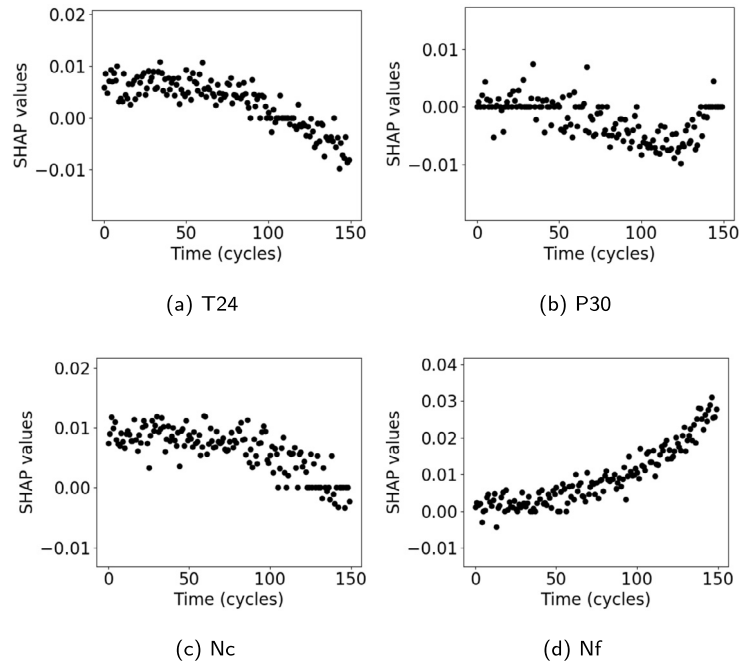 0.02
0.01
0.00
−0.01
SHAP values
0 50 100 150
Time (cycles)
(a) T24
0.01
0.00
−0.01
SHAP values
0 50 100 150
Time (cycles)
(b) P30
0.02
0.01
0.00
−0.01
SHAP values
0 50 100 150
Time (cycles)
(c) Nc
0.04
0.03
0.02
0.01
0.00
−0.01
SHAP values
0 50 100 150
Time (cycles)
(d) Nf